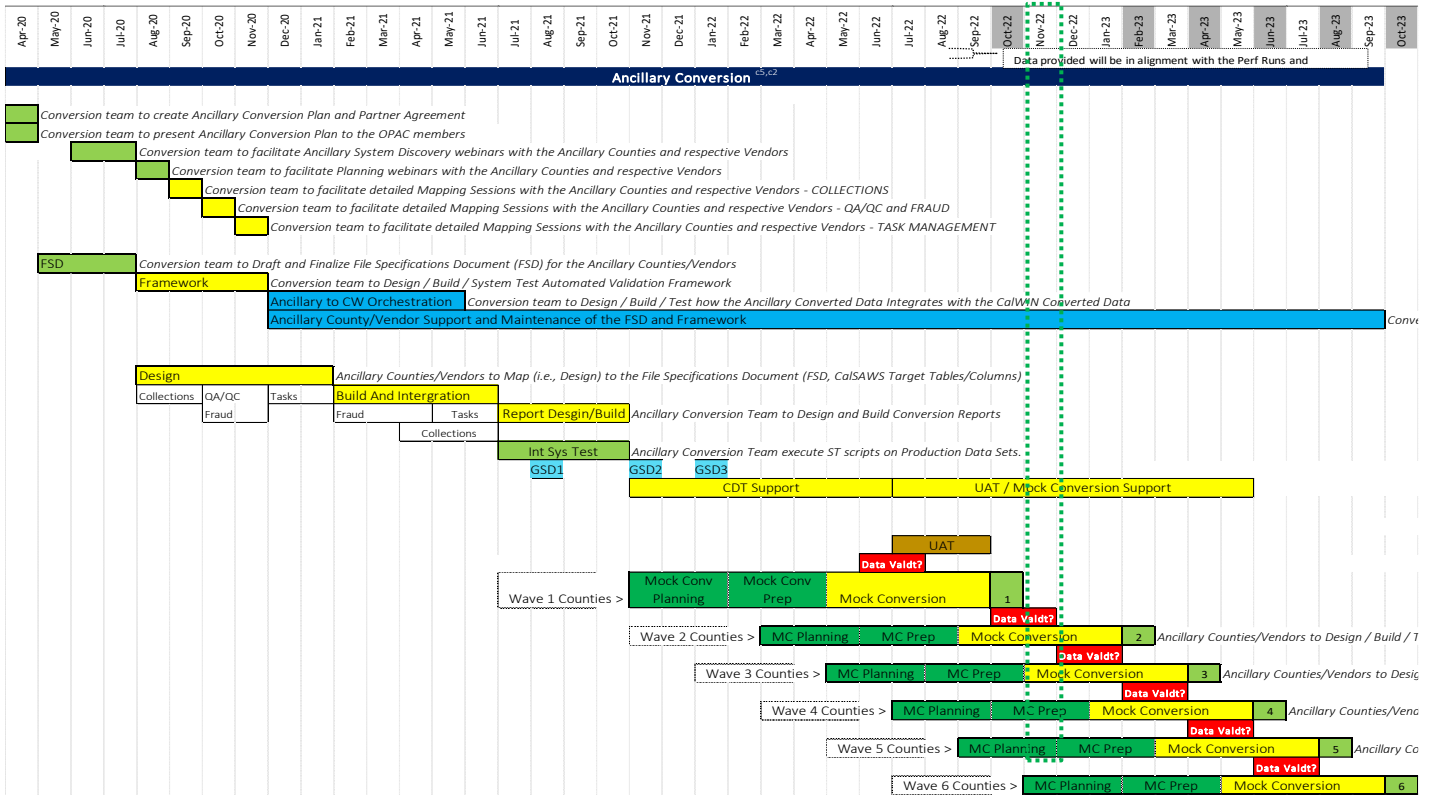 Apr-20 May-20 Jun-20 Jul-20 Aug-20 Sep-20 Oct-20 Dec-20 Jan-21 Feb-21 Apr-21 May-21 Jun-21 Jul-21 Aug-21 Sep-21 Oct-21 Nov-21 Dec-21 Jan-22 Feb-22 Mar-22 Apr-22 May-22 Jun-22 Jul-22 Aug-22 Sep-22 Oct-22 Nov-22 Dec-22 Jan-23 Feb-23 Mar-23 Apr-23 May-23 Jun-23 Jul-23 Aug-23 Sep-23 Oct-23
Data provided will be in alignment with the Perf Runs and
Ancillary Conversion c5,c2
Conversion team to create Ancillary Conversion Plan and Partner Agreement
Conversion team to present Ancillary Conversion Plan to the OPAC members
Conversion team to facilitate Ancillary System Discovery webinars with the Ancillary Counties and respective Vendors
Conversion team to facilitate Planning webinars with the Ancillary Counties and respective Vendors
Conversion team to facilitate detailed Mapping Sessions with the Ancillary Counties and respective Vendors - COLLECTIONS
Conversion team to facilitate detailed Mapping Sessions with the Ancillary Counties and respective Vendors - QA/QC and FRAUD
Conversion team to facilitate detailed Mapping Sessions with the Ancillary Counties and respective Vendors - TASK MANAGEMENT
FSD Conversion team to Draft and Finalize File Specifications Document (FSD) for the Ancillary Counties/Vendors
Framework Conversion team to Design / Build / System Test Automated Validation Framework
Ancillary to CW Orchestration Conversion team to Design / Build / Test how the Ancillary Converted Data Integrates with the CalWIN Converted Data
Ancillary County/Vendor Support and Maintenance of the FSD and Framework Conve
Design Ancillary Counties/Vendors to Map (i.e., Design) to the File Specifications Document (FSD, CalSAWS Target Tables/Columns)
Collections QA/QC Tasks Build And Intergration
Fraud Fraud Tasks Report Desgin/Build Ancillary Conversion Team to Design and Build Conversion Reports
Collections
Int Sys Test Ancillary Conversion Team execute ST scripts on Production Data Sets.
GSD1 GSD2 GSD3
CDT Support UAT / Mock Conversion Support
UAT
Data Valdt?
Mock Conv Mock Conv
Wave 1 Counties > Planning Prep Mock Conversion 1
Data Valdt?
Wave 2 Counties > MC Planning MC Prep Mock Conversion 2 Ancillary Counties/Vendors to Design / Build / T
Data Valdt?
Wave 3 Counties > MC Planning MC Prep Mock Conversion 3 Ancillary Counties/Vendors to Desig
Data Valdt?
Wave 4 Counties > MC Planning MC Prep Mock Conversion 4 Ancillary Counties/Vend
Data Valdt?
Wave 5 Counties > MC Planning MC Prep Mock Conversion 5 Ancillary Co
Data Valdt?
Wave 6 Counties > MC Planning MC Prep Mock Conversion 6